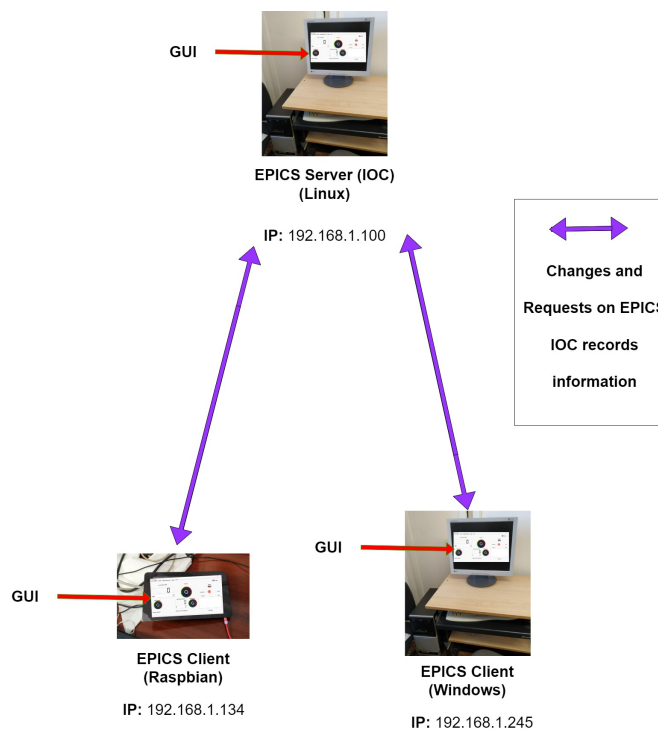 GUI
EPICS Server (IOC)
(Linux)
IP: 192.168.1.100
Changes and
Requests on EPICS
IOC records
information
GUI
GUI
EPICS Client
(Raspbian)
IP: 192.168.1.134
EPICS Client
(Windows)
IP: 192.168.1.245